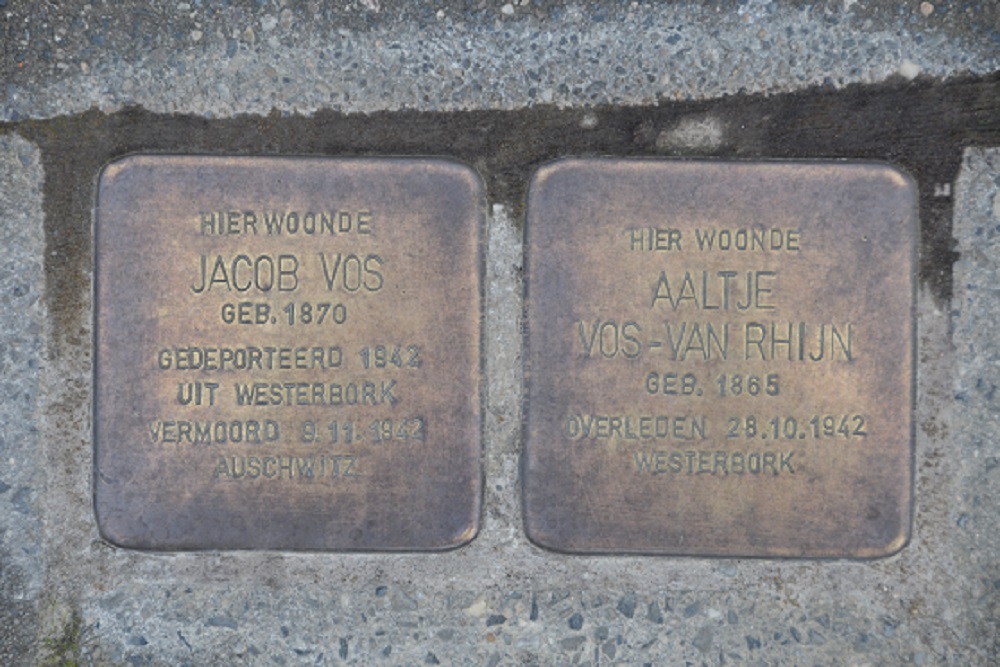 HIER WOONDE
JACOB VOS
GEB. 1870
GEDEPORTEERD 1942
UIT WESTERBORK
VERMOORD 9.11.1942
AUSCHWITZ
HIER WOONDE
AALTJE
VOS-VAN RHIJN
GEB. 1865
OVERLEDEN 28.10.1942
WESTERBORK